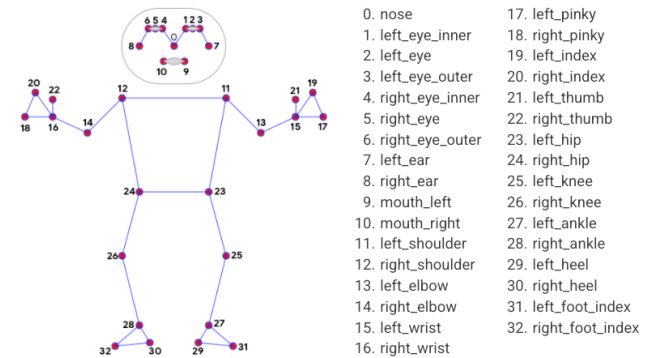 6 5 4 1 2 3
0
8 7
10 9
20 22 12 11 21 19
18 16 14 13 15 17
24 23
26 25
28 27
32 30 29 31
0. nose
1. left_eye_inner
2. left_eye
3. left_eye_outer
4. right_eye_inner
5. right_eye
6. right_eye_outer
7. left_ear
8. right_ear
9. mouth_left
10. mouth_right
11. left_shoulder
12. right_shoulder
13. left_elbow
14. right_elbow
15. left_wrist
16. right_wrist
17. left_pinky
18. right_pinky
19. left_index
20. right_index
21. left_thumb
22. right_thumb
23. left_hip
24. right_hip
25. left_knee
26. right_knee
27. left_ankle
28. right_ankle
29. left_heel
30. right_heel
31. left_foot_index
32. right_foot_index